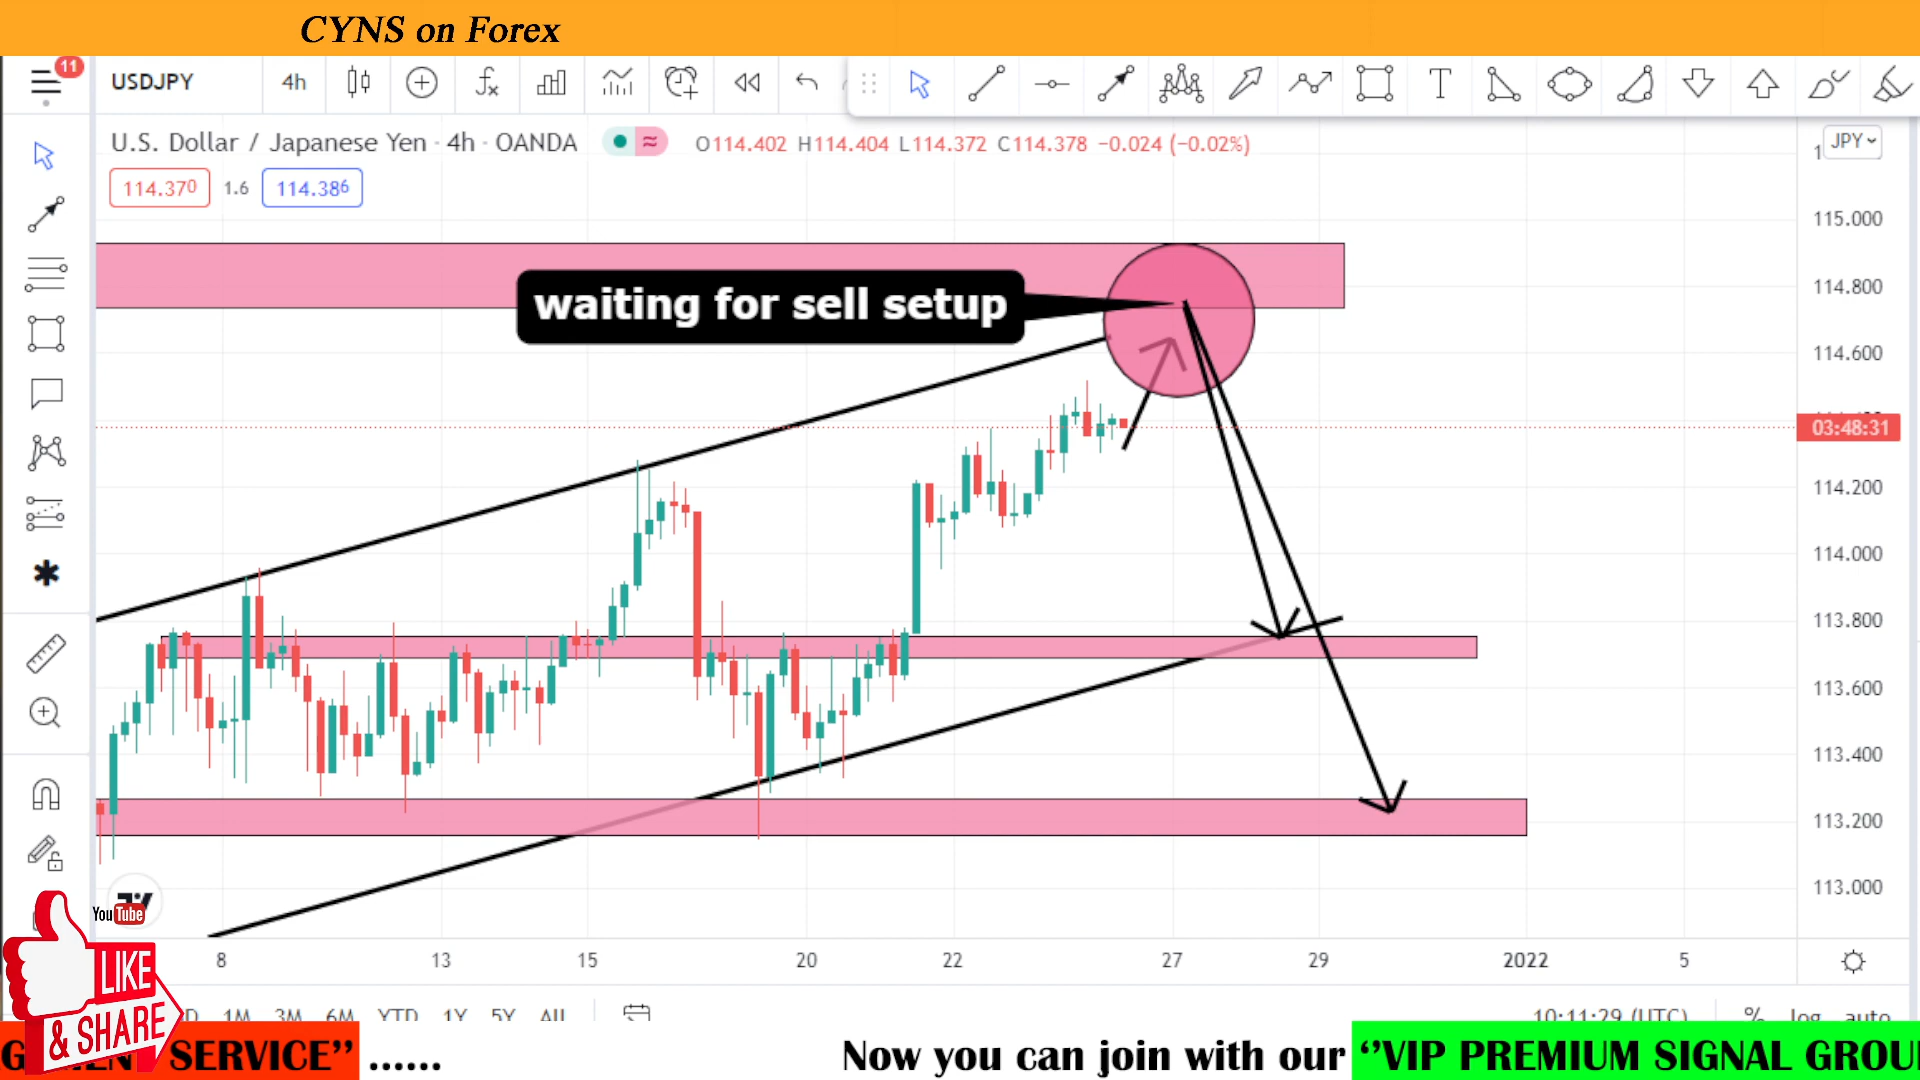 CYNS on Forex
11
USDJPY
4h
U.S. Dollar / Japanese Yen · 4h · OANDA
O114.402 H114.404 L114.372 C114.378 −0.024 (−0.02%)
JPY
114.370
1.6
114.386
115.000
waiting for sell setup
114.800
114.600
03:48:31
114.200
114.000
113.800
113.600
113.400
113.200
113.000
YouTube
8
13
15
20
22
27
29
2022
5
LIKE
& SHARE
1M
3M
6M
YTD
1Y
5Y
All
10:11:29 (UTC)
%
log
auto
SERVICE” ......
Now you can join with our “VIP PREMIUM SIGNAL GROU